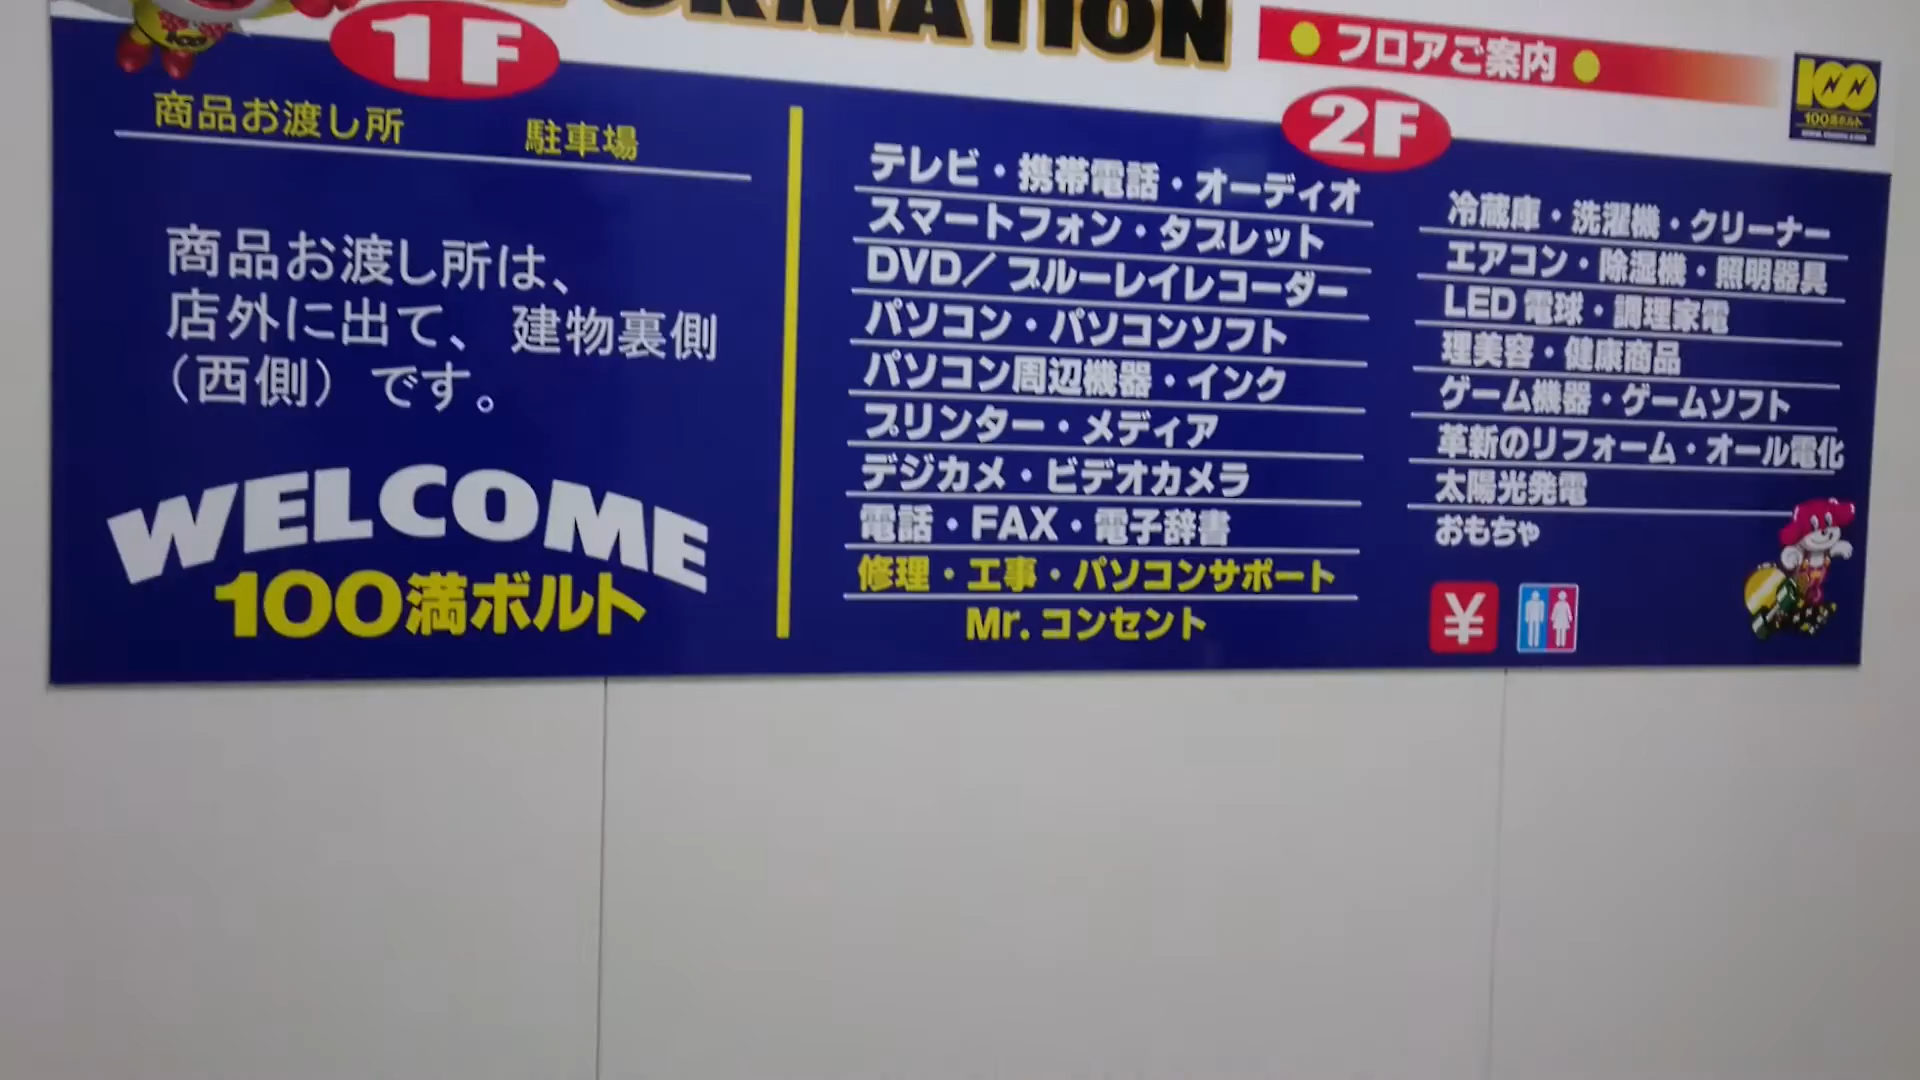 フロアご案内
1F
商品お渡し所 駐車場
商品お渡し所は、
店外に出て、建物裏側
（西側）です。
WELCOME
100満ボルト
2F
テレビ・携帯電話・オーディオ
スマートフォン・タブレット
DVD／ブルーレイレコーダー
パソコン・パソコンソフト
パソコン周辺機器・インク
プリンター・メディア
デジカメ・ビデオカメラ
電話・FAX・電子辞書
修理・工事・パソコンサポート
Mr.コンセント
冷蔵庫・洗濯機・クリーナー
エアコン・除湿機・照明器具
LED電球・調理家電
理美容・健康商品
ゲーム機器・ゲームソフト
革新のリフォーム・オール電化
太陽光発電
おもちゃ
¥
100
100満ボルト